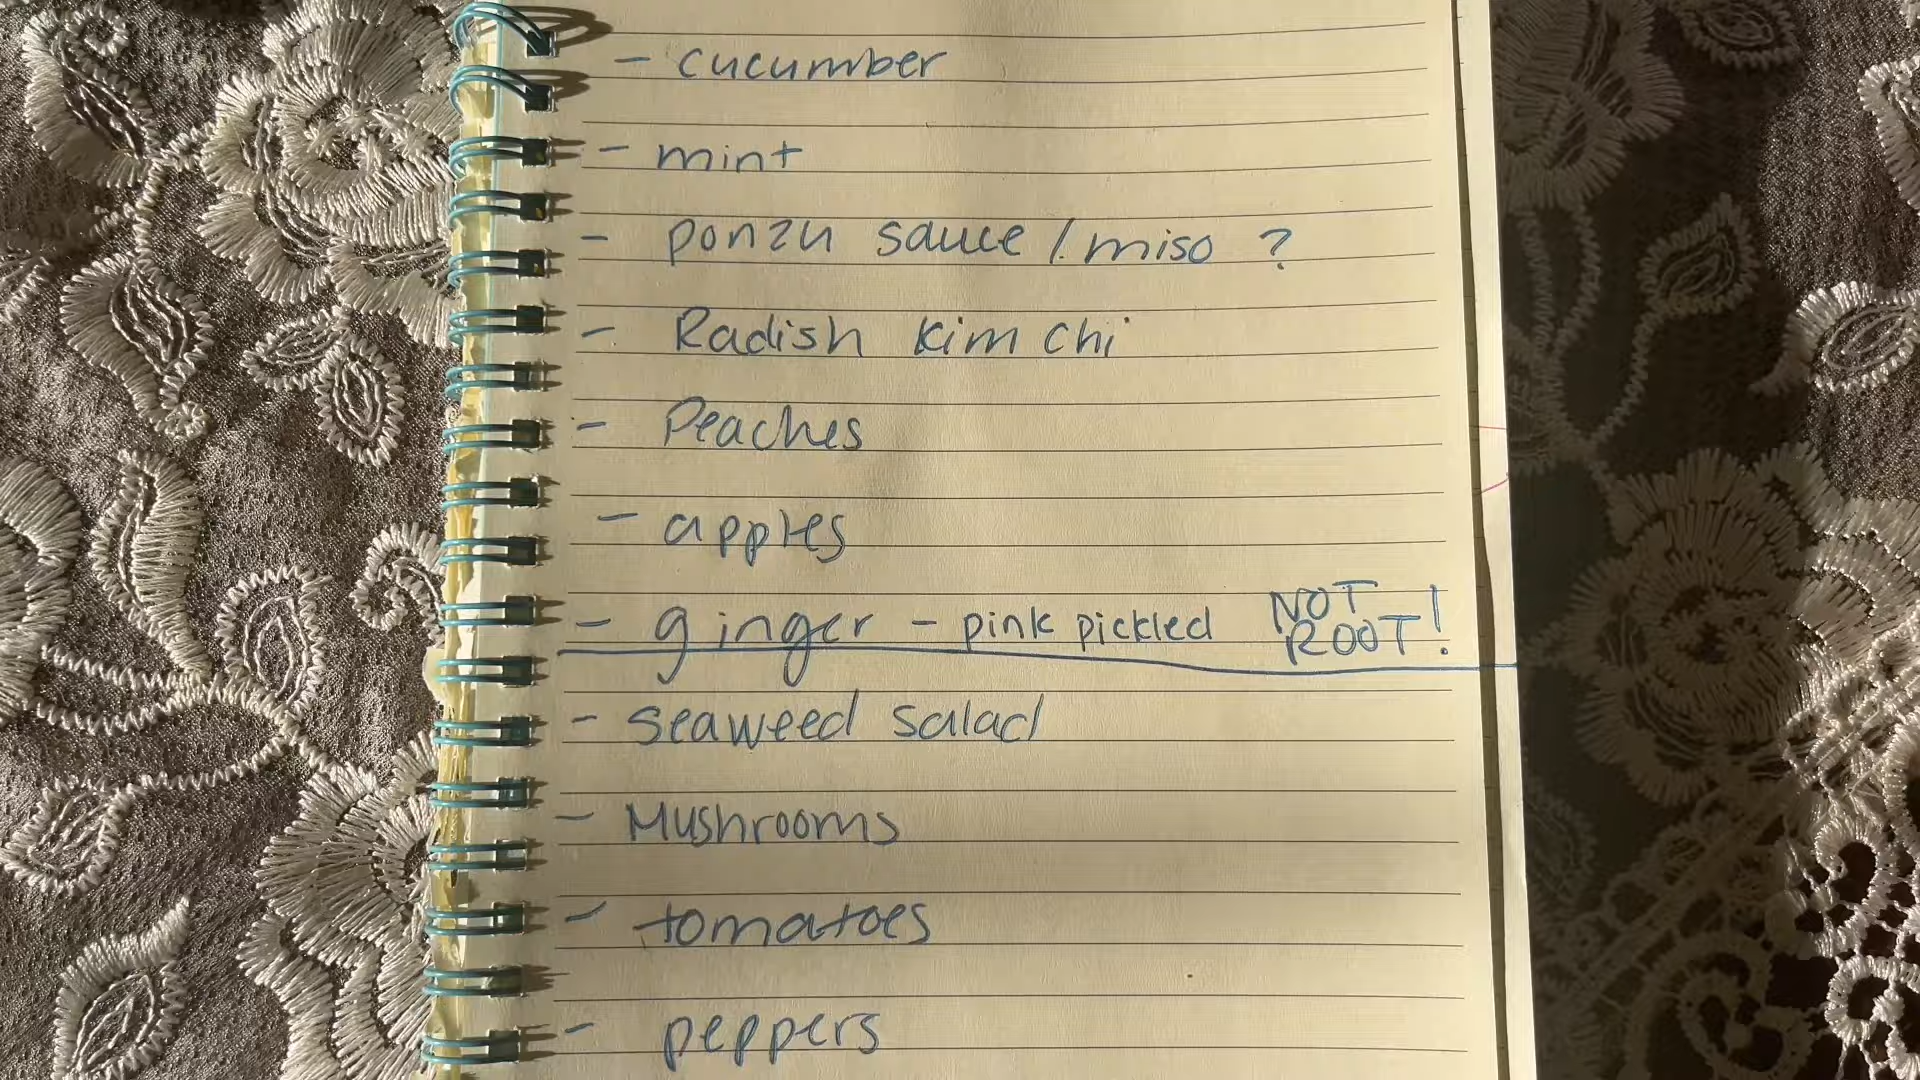 - cucumber
- mint
- ponzu sauce / miso ?
- Radish Kim chi
- Peaches
- apples
- ginger - pink pickled NOT ROOT!
- seaweed salad
- Mushrooms
- tomatoes
- peppers